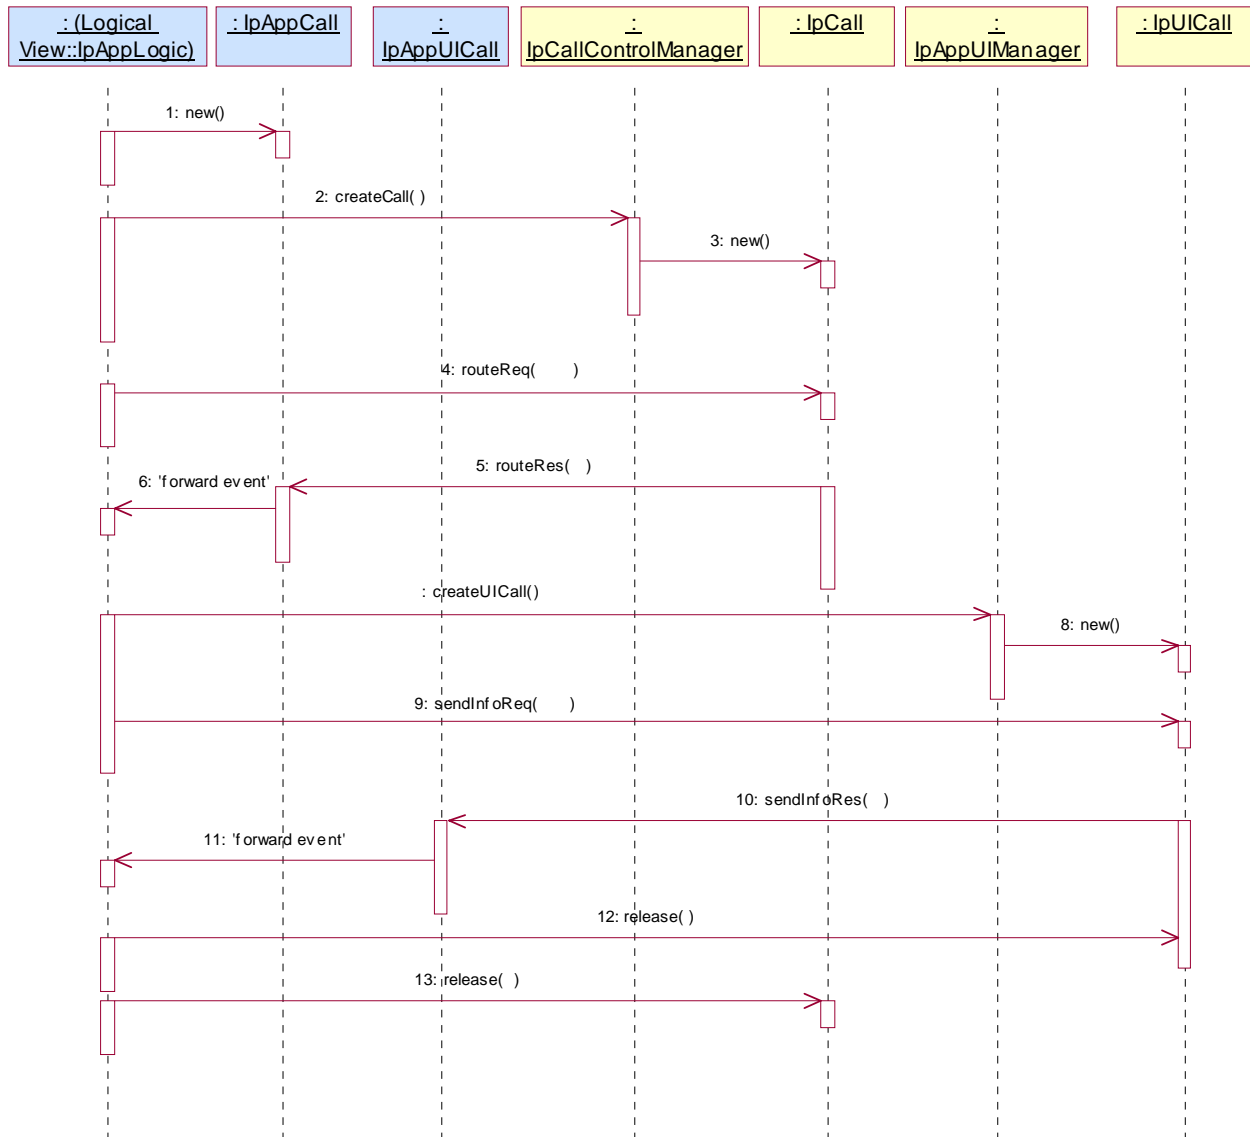 : (Logical
View::IpAppLogic)
: IpAppCall
:
IpAppUICall
:
IpCallControlManager
: IpCall
:
IpAppUIManager
: IpUICall
1: new()
2: createCall( )
3: new()
4: routeReq( )
5: routeRes( )
6: 'forward event'
: createUICall()
8: new()
9: sendInfoReq( )
10: sendInfoRes( )
11: 'forward event'
12: release( )
13: release( )